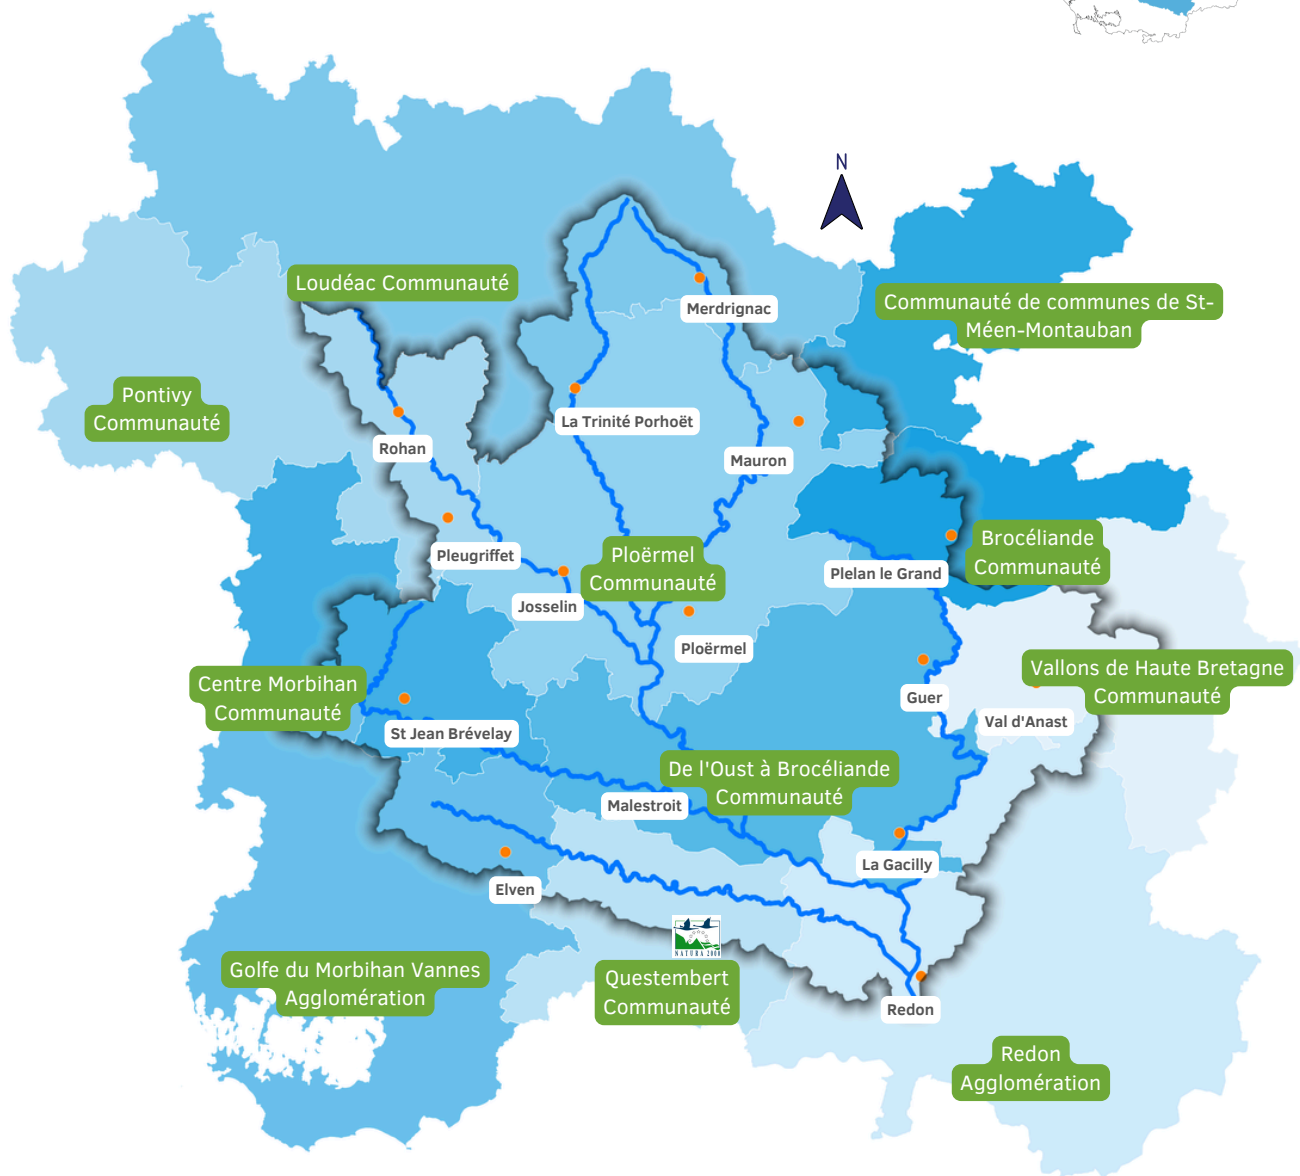 N
Loudéac Communauté
Merdrignac
Communauté de communes de St-
Méen-Montauban
Pontivy
Communauté
La Trinité Porhoët
Rohan
Mauron
Pleugriffet
Ploërmel
Communauté
Brocéliande
Communauté
Plelan le Grand
Josselin
Ploërmel
Vallons de Haute Bretagne
Communauté
Centre Morbihan
Communauté
Guer
Val d'Anast
St Jean Brévelay
De l'Oust à Brocéliande
Communauté
Malestroit
La Gacilly
Elven
NATURA 2000
Golfe du Morbihan Vannes
Agglomération
Questembert
Communauté
Redon
Redon
Agglomération